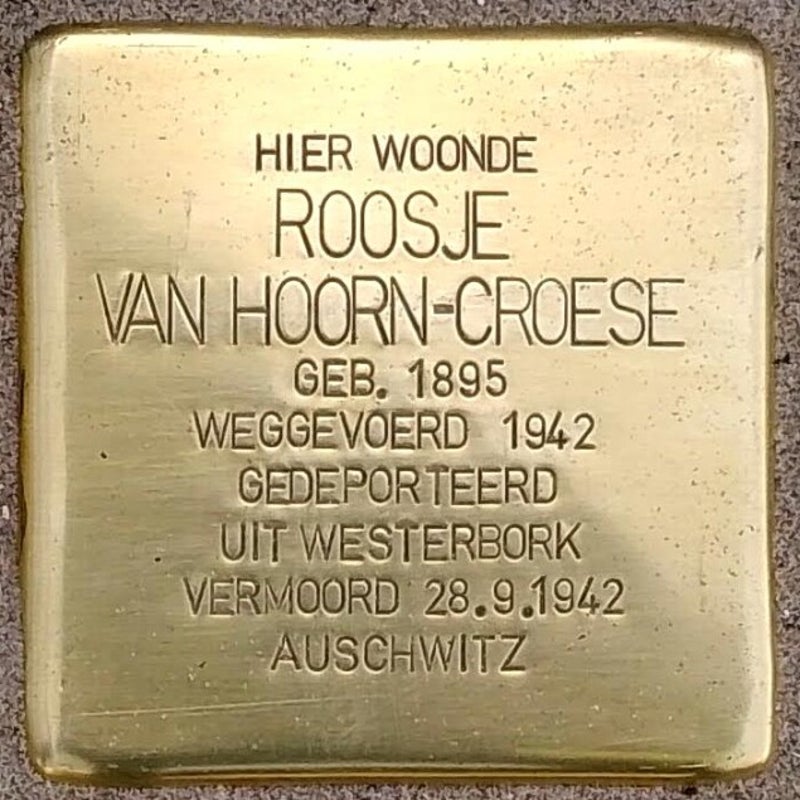 HIER WOONDE
ROOSJE
VAN HOORN-CROESE
GEB. 1895
WEGGEVOERD 1942
GEDEPORTEERD
UIT WESTERBORK
VERMOORD 28.9.1942
AUSCHWITZ